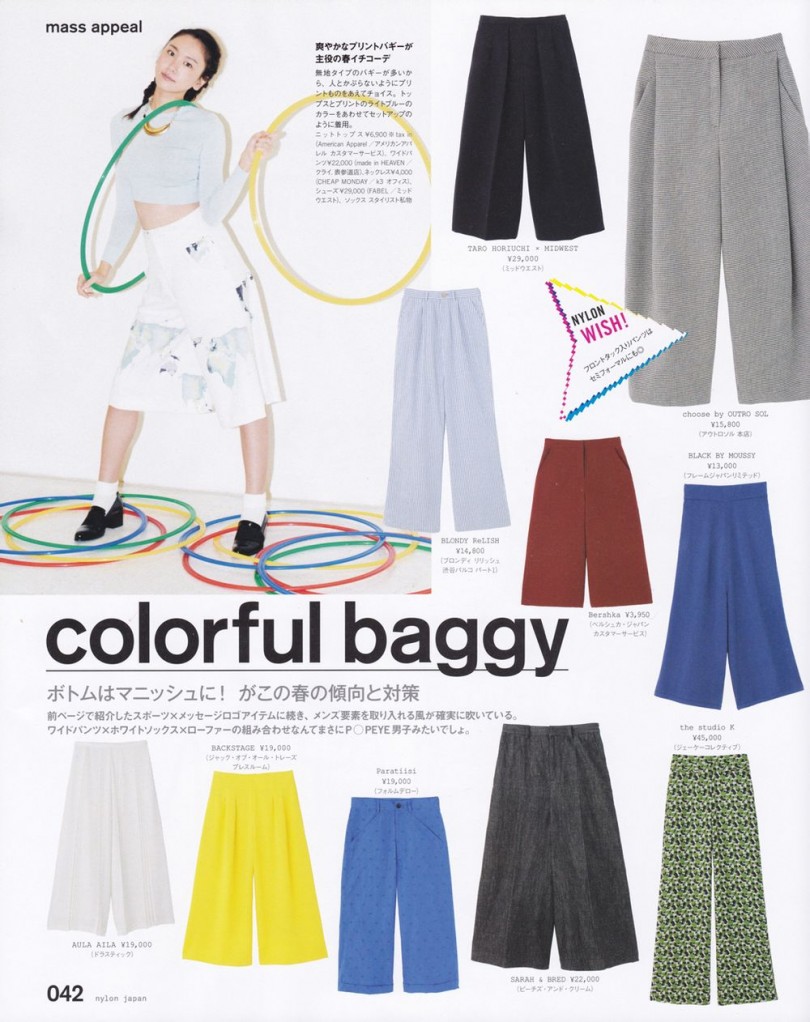 mass appeal
爽やかなプリントバギーが
主役の春イチコーデ
無地タイプのバギーが多いか
ら、人とかぶらないようにプリ
ントものをあえてチョイス。トッ
プスとプリントのライトブルーの
カラーをあわせてセットアップの
ように着用。
ニットトップス¥6,900 ※ tax in
(American Apparel／アメリカンアパ
レル カスタマーサービス)、ワイドパ
ンツ¥22,000 (made in HEAVEN／
クライ, 表参道店)、ネックレス¥4,000
(CHEAP MONDAY／k3 オフィス)、
シューズ¥29,000 (FABEL／ミッド
ウエスト)、ソックス スタイリスト私物
TARO HORIUCHI × MIDWEST
¥29,000
(ミッドウエスト)
NYLON
WISH!
フロントタック入りパンツは
セミフォーマルにも◎
choose by OUTRO SOL
¥15,800
(アウトロソル 本店)
BLONDY ReLISH
¥14,800
(ブロンディ リリッシュ
渋谷パルコ パート1)
Bershka ¥3,950
(ベルシュカ・ジャパン
カスタマーサービス)
BLACK BY MOUSSY
¥13,000
(フレームジャパンリミテッド)
colorful baggy
ボトムはマニッシュに! がこの春の傾向と対策
前ページで紹介したスポーツ×メッセージロゴアイテムに続き、メンズ要素を取り入れる風が確実に吹いている。
ワイドパンツ×ホワイトソックス×ローファーの組み合わせなんてまさにP◯PEYE男子みたいでしょ。
AULA AILA ¥19,000
(ドラスティック)
BACKSTAGE ¥19,000
(ジャック・オブ・オール・トレーズ
プレスルーム)
Paratiisi
¥19,000
(フォルムデロー)
SARAH & BRED ¥22,000
(ピーチズ・アンド・クリーム)
the studio K
¥45,000
(ジェーケーコレクティブ)
042 nylon japan